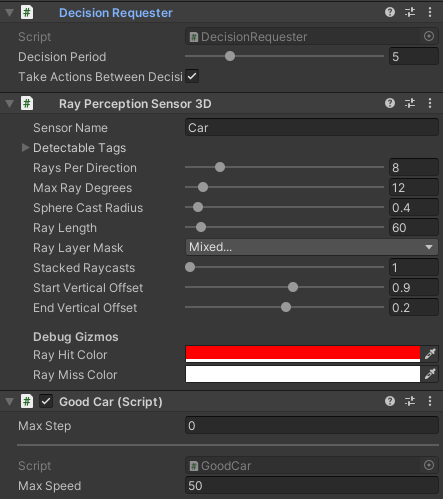 Decision Requester
Script # DecisionRequester
Decision Period 5
Take Actions Between Decisi
# Ray Perception Sensor 3D
Sensor Name Car
Detectable Tags
Rays Per Direction 8
Max Ray Degrees 12
Sphere Cast Radius 0.4
Ray Length 60
Ray Layer Mask Mixed...
Stacked Raycasts 1
Start Vertical Offset 0.9
End Vertical Offset 0.2
Debug Gizmos
Ray Hit Color
Ray Miss Color
# Good Car (Script)
Max Step 0
Script # GoodCar
Max Speed 50